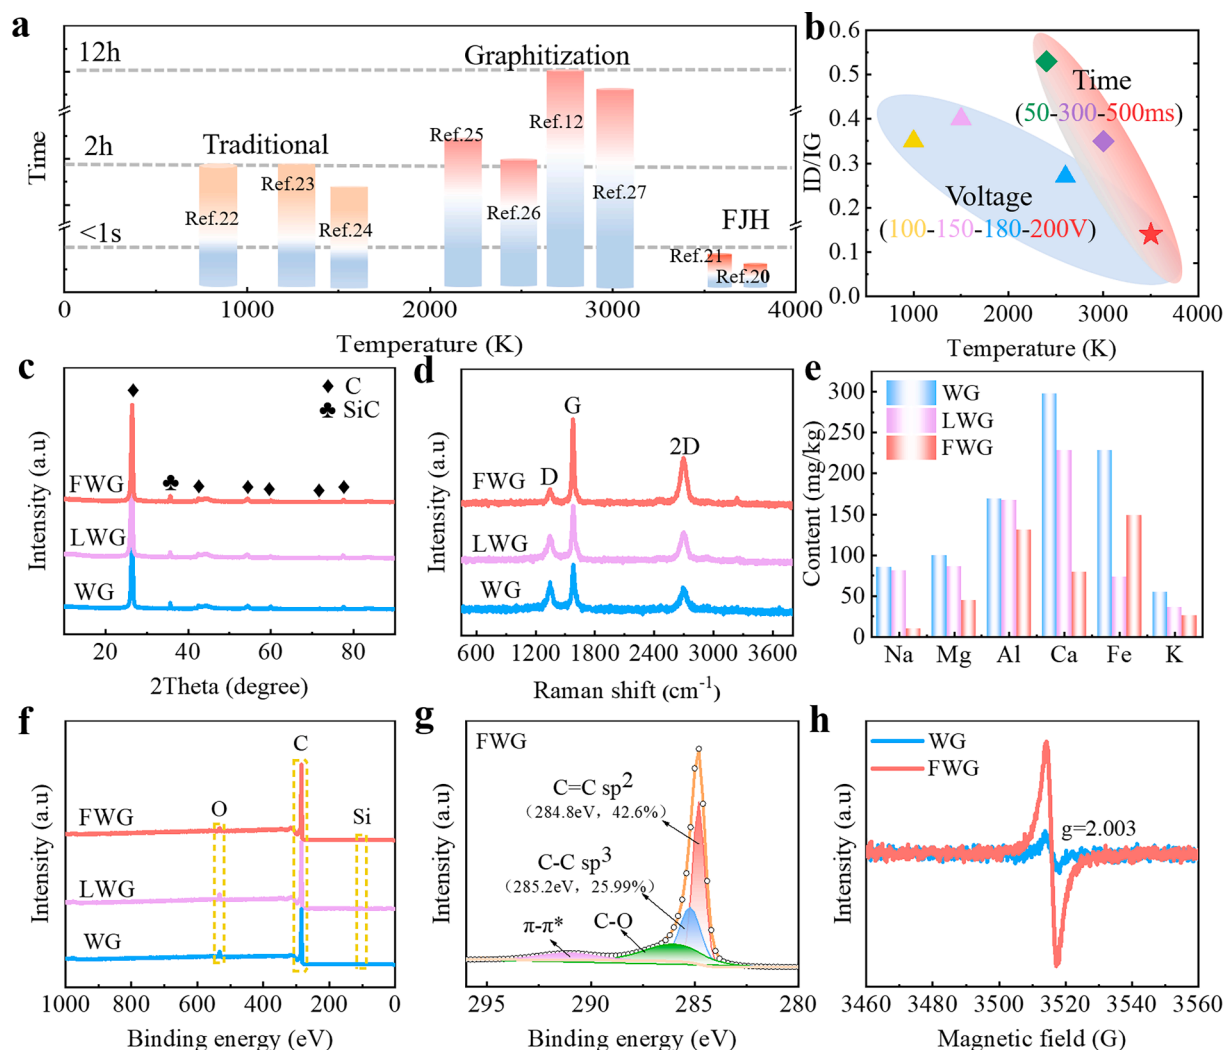 a
12h
2h
<1s
Time
Traditional
Graphitization
FJH
Ref.22
Ref.23
Ref.24
Ref.25
Ref.26
Ref.12
Ref.27
Ref.21
Ref.20
0 1000 2000 3000 4000
Temperature (K)
b
0.6
0.5
0.4
0.3
0.2
0.1
0.0
ID/IG
Time
(50-300-500ms)
Voltage
(100-150-180-200V)
1000 2000 3000 4000
Temperature (K)
c
Intensity (a.u)
♦ C
♣ SiC
FWG
LWG
WG
20 40 60 80
2Theta (degree)
d
Intensity (a.u)
D
G
2D
FWG
LWG
WG
600 1200 1800 2400 3000 3600
Raman shift (cm-1)
e
300
250
200
150
100
50
0
Content (mg/kg)
WG
LWG
FWG
Na Mg Al Ca Fe K
f
Intensity (a.u)
C
O
Si
FWG
LWG
WG
1000 800 600 400 200 0
Binding energy (eV)
g
Intensity (a.u)
FWG
C=C sp2
(284.8eV, 42.6%)
C-C sp3
(285.2eV, 25.99%)
π-π*
C-O
295 290 285 280
Binding energy (eV)
h
Intensity (a.u)
WG
FWG
g=2.003
3460 3480 3500 3520 3540 3560
Magnetic field (G)